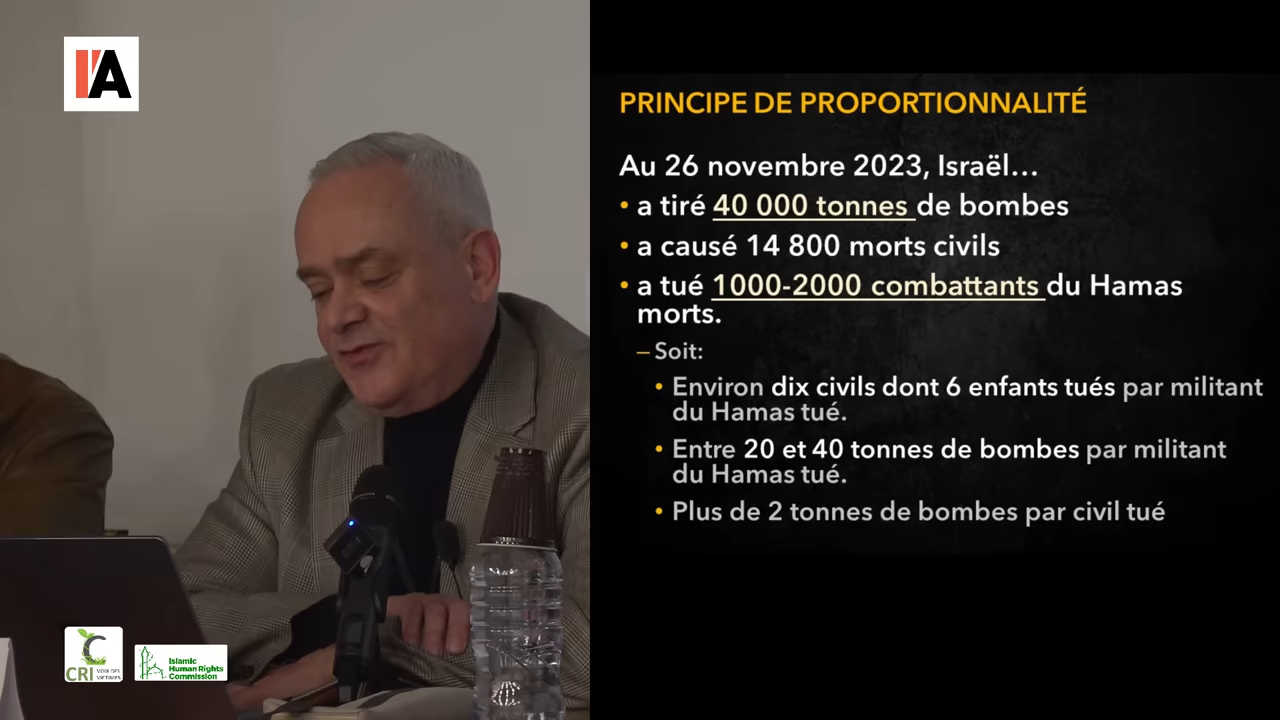 I'A
PRINCIPE DE PROPORTIONNALITÉ
Au 26 novembre 2023, Israël…
• a tiré 40 000 tonnes de bombes
• a causé 14 800 morts civils
• a tué 1000-2000 combattants du Hamas
morts.
– Soit:
• Environ dix civils dont 6 enfants tués par militant
du Hamas tué.
• Entre 20 et 40 tonnes de bombes par militant
du Hamas tué.
• Plus de 2 tonnes de bombes par civil tué
CRI VOIX DES
VICTIMES
Islamic
Human Rights
Commission